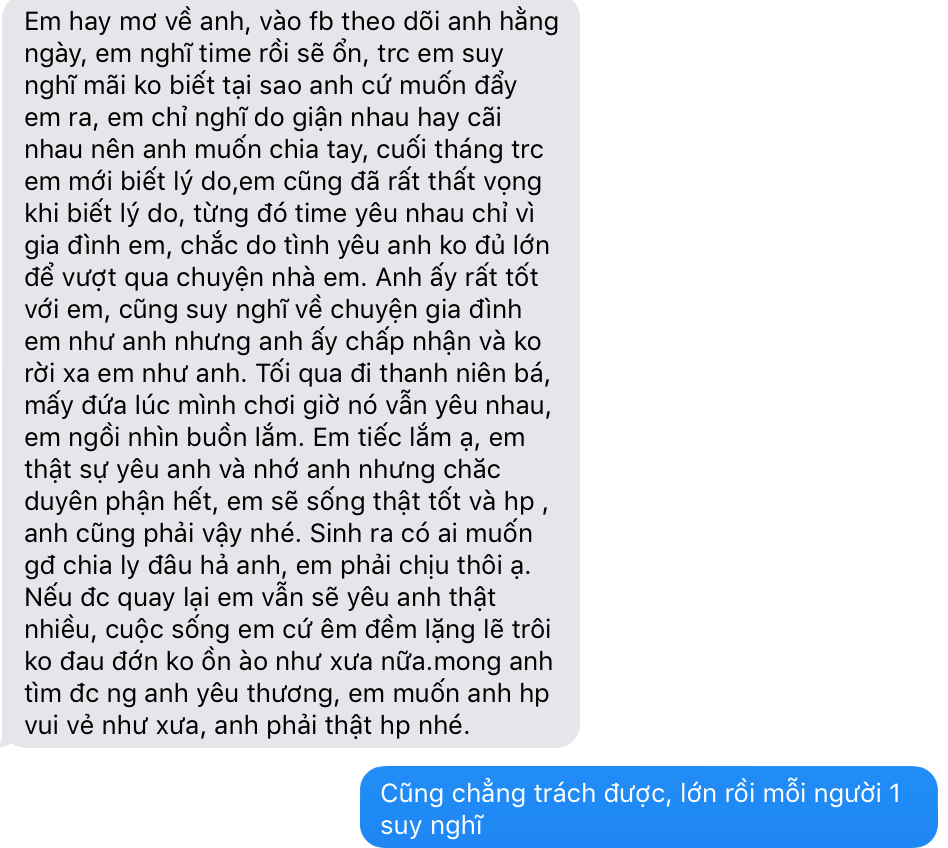 Em hay mơ về anh, vào fb theo dõi anh hằng
ngày, em nghĩ time rồi sẽ ổn, trc em suy
nghĩ mãi ko biết tại sao anh cứ muốn đẩy
em ra, em chỉ nghĩ do giận nhau hay cãi
nhau nên anh muốn chia tay, cuối tháng trc
em mới biết lý do,em cũng đã rất thất vọng
khi biết lý do, từng đó time yêu nhau chỉ vì
gia đình em, chắc do tình yêu anh ko đủ lớn
để vượt qua chuyện nhà em. Anh ấy rất tốt
với em, cũng suy nghĩ về chuyện gia đình
em như anh nhưng anh ấy chấp nhận và ko
rời xa em như anh. Tối qua đi thanh niên bá,
mấy đứa lúc mình chơi giờ nó vẫn yêu nhau,
em ngồi nhìn buồn lắm. Em tiếc lắm ạ, em
thật sự yêu anh và nhớ anh nhưng chăc
duyên phận hết, em sẽ sống thật tốt và hp ,
anh cũng phải vậy nhé. Sinh ra có ai muốn
gđ chia ly đâu hả anh, em phải chịu thôi ạ.
Nếu đc quay lại em vẫn sẽ yêu anh thật
nhiều, cuộc sống em cứ êm đềm lặng lẽ trôi
ko đau đớn ko ồn ào như xưa nữa.mong anh
tìm đc ng anh yêu thương, em muốn anh hp
vui vẻ như xưa, anh phải thật hp nhé.
Cũng chẳng trách được, lớn rồi mỗi người 1
suy nghĩ